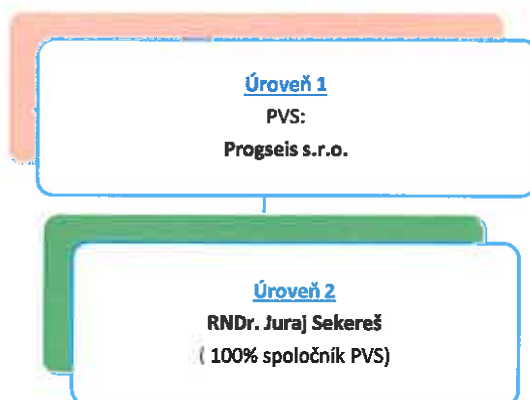 Úroveň 1
PVS:
Progseis s.r.o.
Úroveň 2
RNDr. Juraj Sekereš
( 100% spoločník PVS)